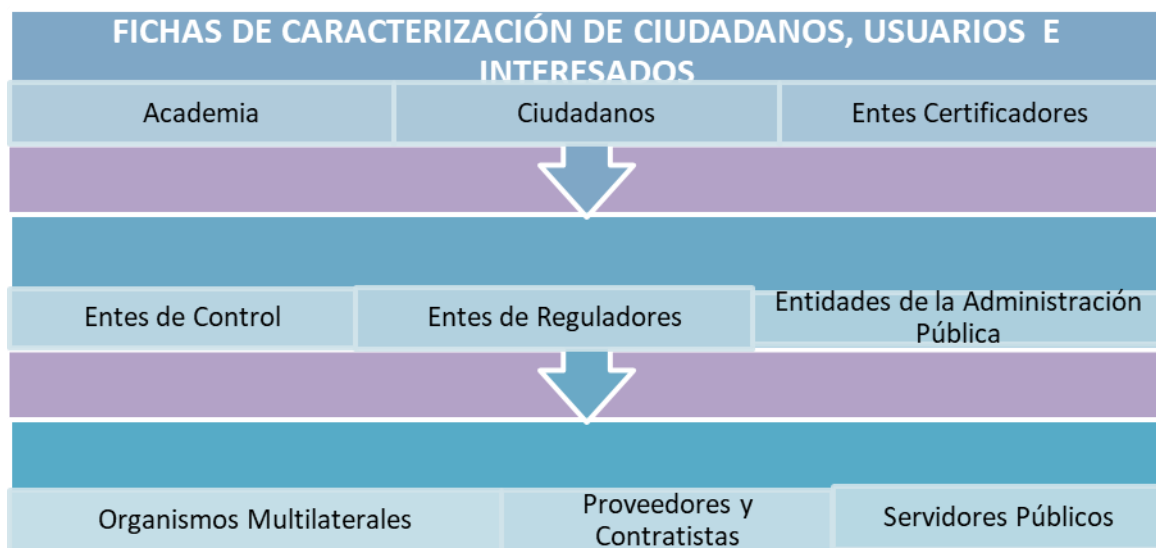 FICHAS DE CARACTERIZACIÓN DE CIUDADANOS, USUARIOS E
INTERESADOS
Academia
Ciudadanos
Entes Certificadores
Entes de Control
Entes de Reguladores
Entidades de la Administración
Pública
Organismos Multilaterales
Proveedores y
Contratistas
Servidores Públicos